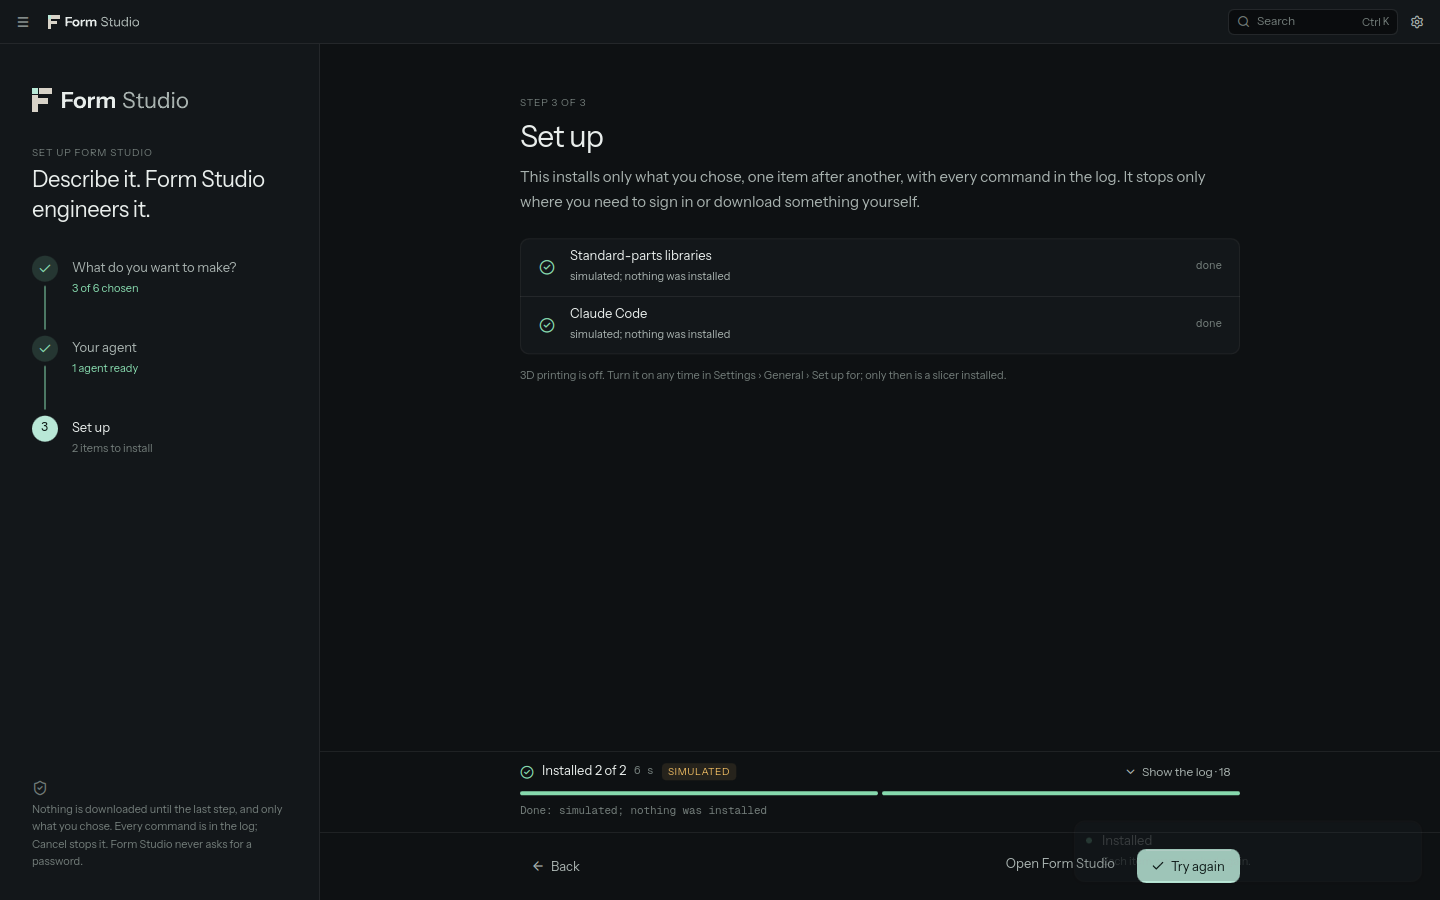 Form Studio
Search
Ctrl K
Form Studio
SET UP FORM STUDIO
Describe it. Form Studio
engineers it.
What do you want to make?
3 of 6 chosen
Your agent
1 agent ready
3
Set up
2 items to install
Nothing is downloaded until the last step, and only
what you chose. Every command is in the log;
Cancel stops it. Form Studio never asks for a
password.
STEP 3 OF 3
Set up
This installs only what you chose, one item after another, with every command in the log. It stops only
where you need to sign in or download something yourself.
Standard-parts libraries
simulated; nothing was installed
done
Claude Code
simulated; nothing was installed
done
3D printing is off. Turn it on any time in Settings › General › Set up for; only then is a slicer installed.
Installed 2 of 2 6 s SIMULATED
Show the log · 18
Done: simulated; nothing was installed
Installed
Back
Open Form Studio
Try again